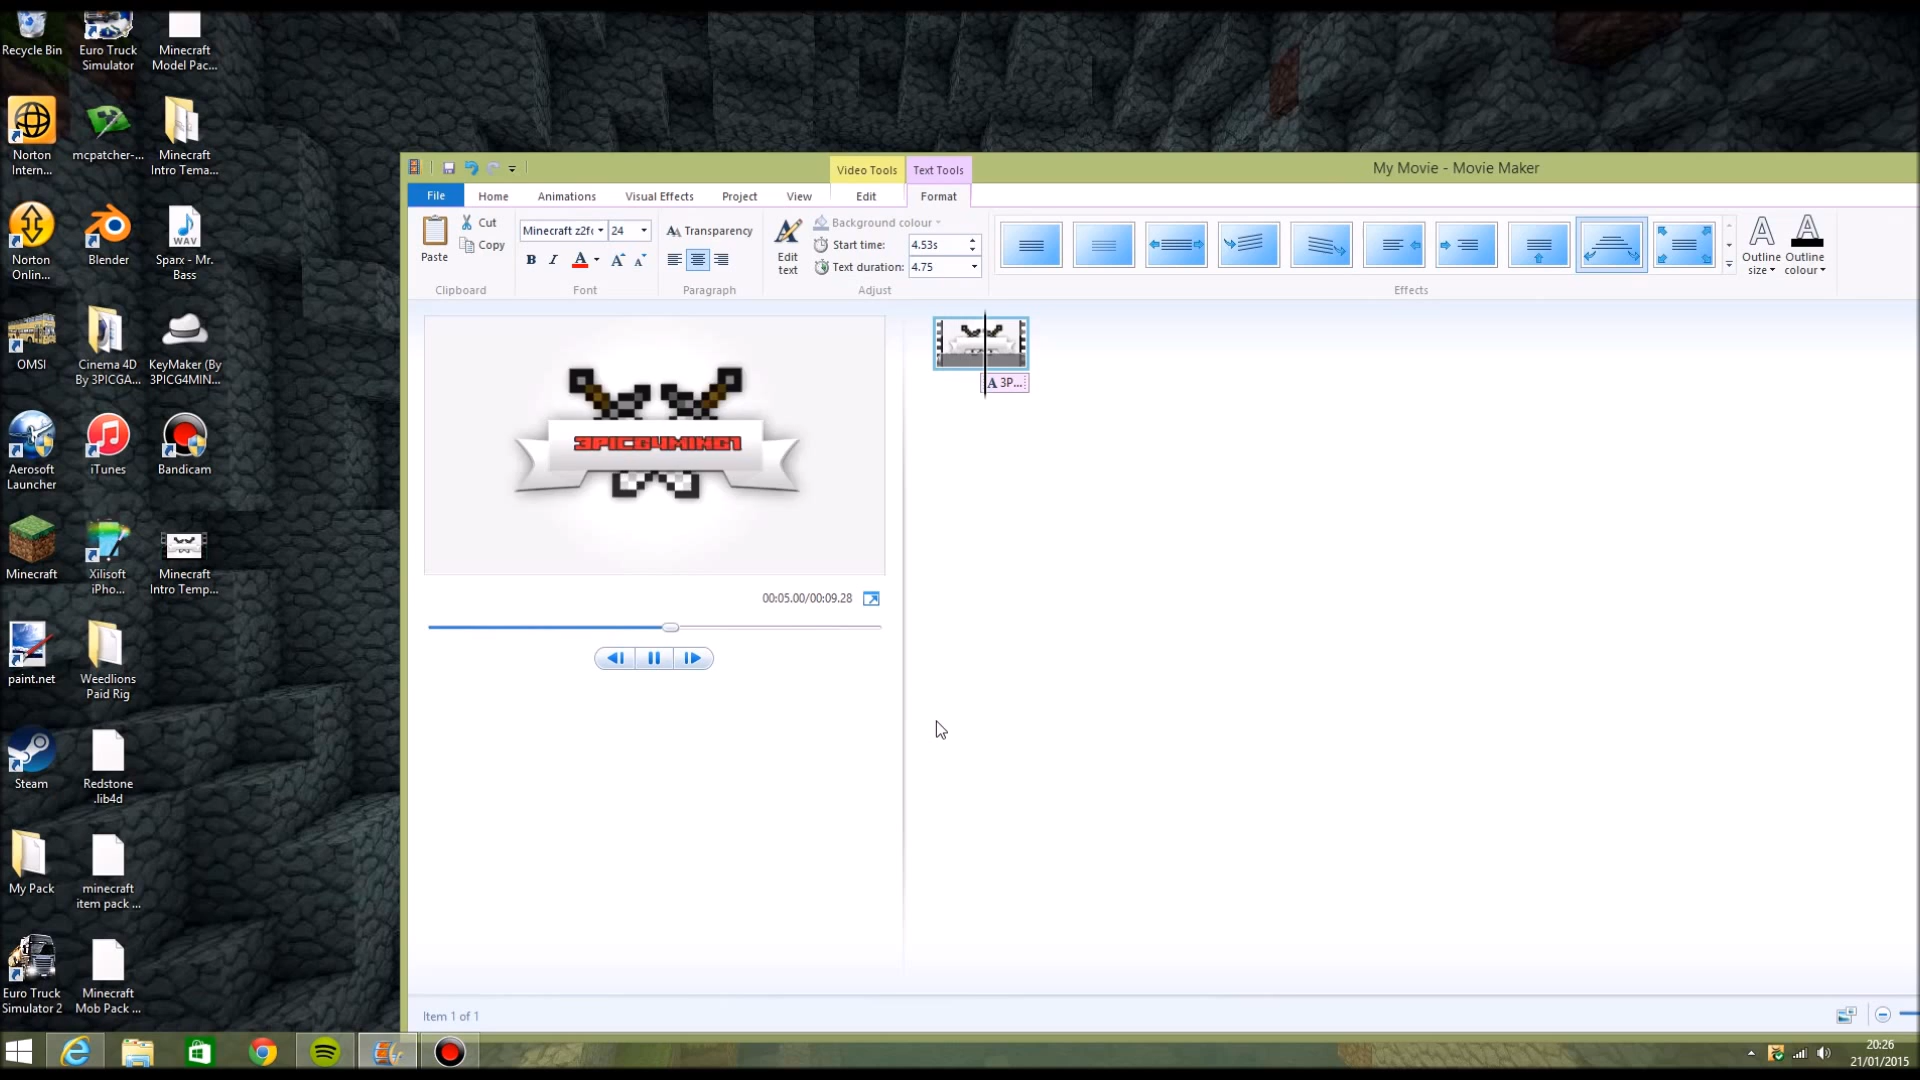 Recycle Bin
Euro Truck
Simulator
Minecraft
Model Pac...
Norton
Intern...
mcpatcher-...
Minecraft
Intro Tema...
Norton
Onlin...
Blender
Sparx - Mr.
Bass
OMSI
Cinema 4D
By 3PICGA...
KeyMaker (By
3PICG4MIN...
Aerosoft
Launcher
iTunes
Bandicam
Minecraft
Xilisoft
iPho...
Minecraft
Intro Temp...
paint.net
Weedlions
Paid Rig
Steam
Redstone
.lib4d
My Pack
minecraft
item pack ...
Euro Truck
Simulator 2
Minecraft
Mob Pack ...
Video Tools
Text Tools
My Movie - Movie Maker
File
Home
Animations
Visual Effects
Project
View
Edit
Format
Paste
Cut
Copy
Clipboard
Minecraft z2f
24
B
I
A
A
A
Font
Transparency
Paragraph
Edit
text
Background colour
Start time:
4.53s
Text duration:
4.75
Adjust
Effects
Outline
size
Outline
colour
3PICG4MING1
A 3P...
00:05.00/00:09.28
Item 1 of 1
20:26
21/01/2015